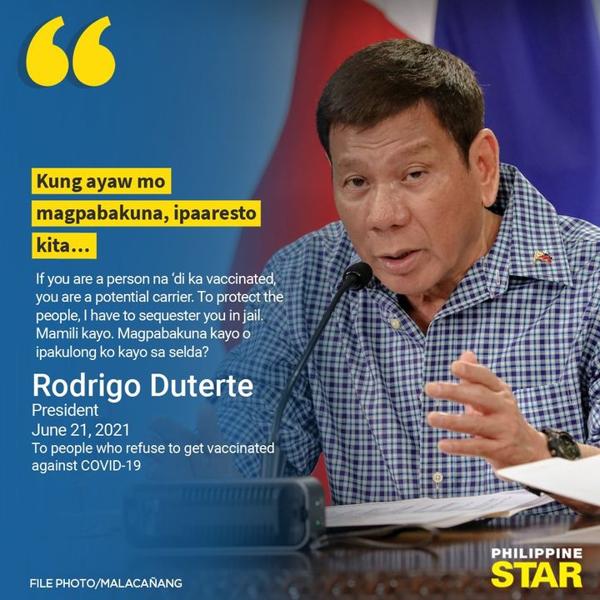 Kung ayaw mo
magpabakuna, ipaaresto
kita...
If you are a person na 'di ka vaccinated,
you are a potential carrier. To protect the
people, I have to sequester you in jail.
Mamili kayo. Magpabakuna kayo o
ipakulong ko kayo sa selda?
Rodrigo Duterte
President
June 21, 2021
To people who refuse to get vaccinated
against COVID-19
FILE PHOTO/MALACAÑANG
PHILIPPINE
STAR